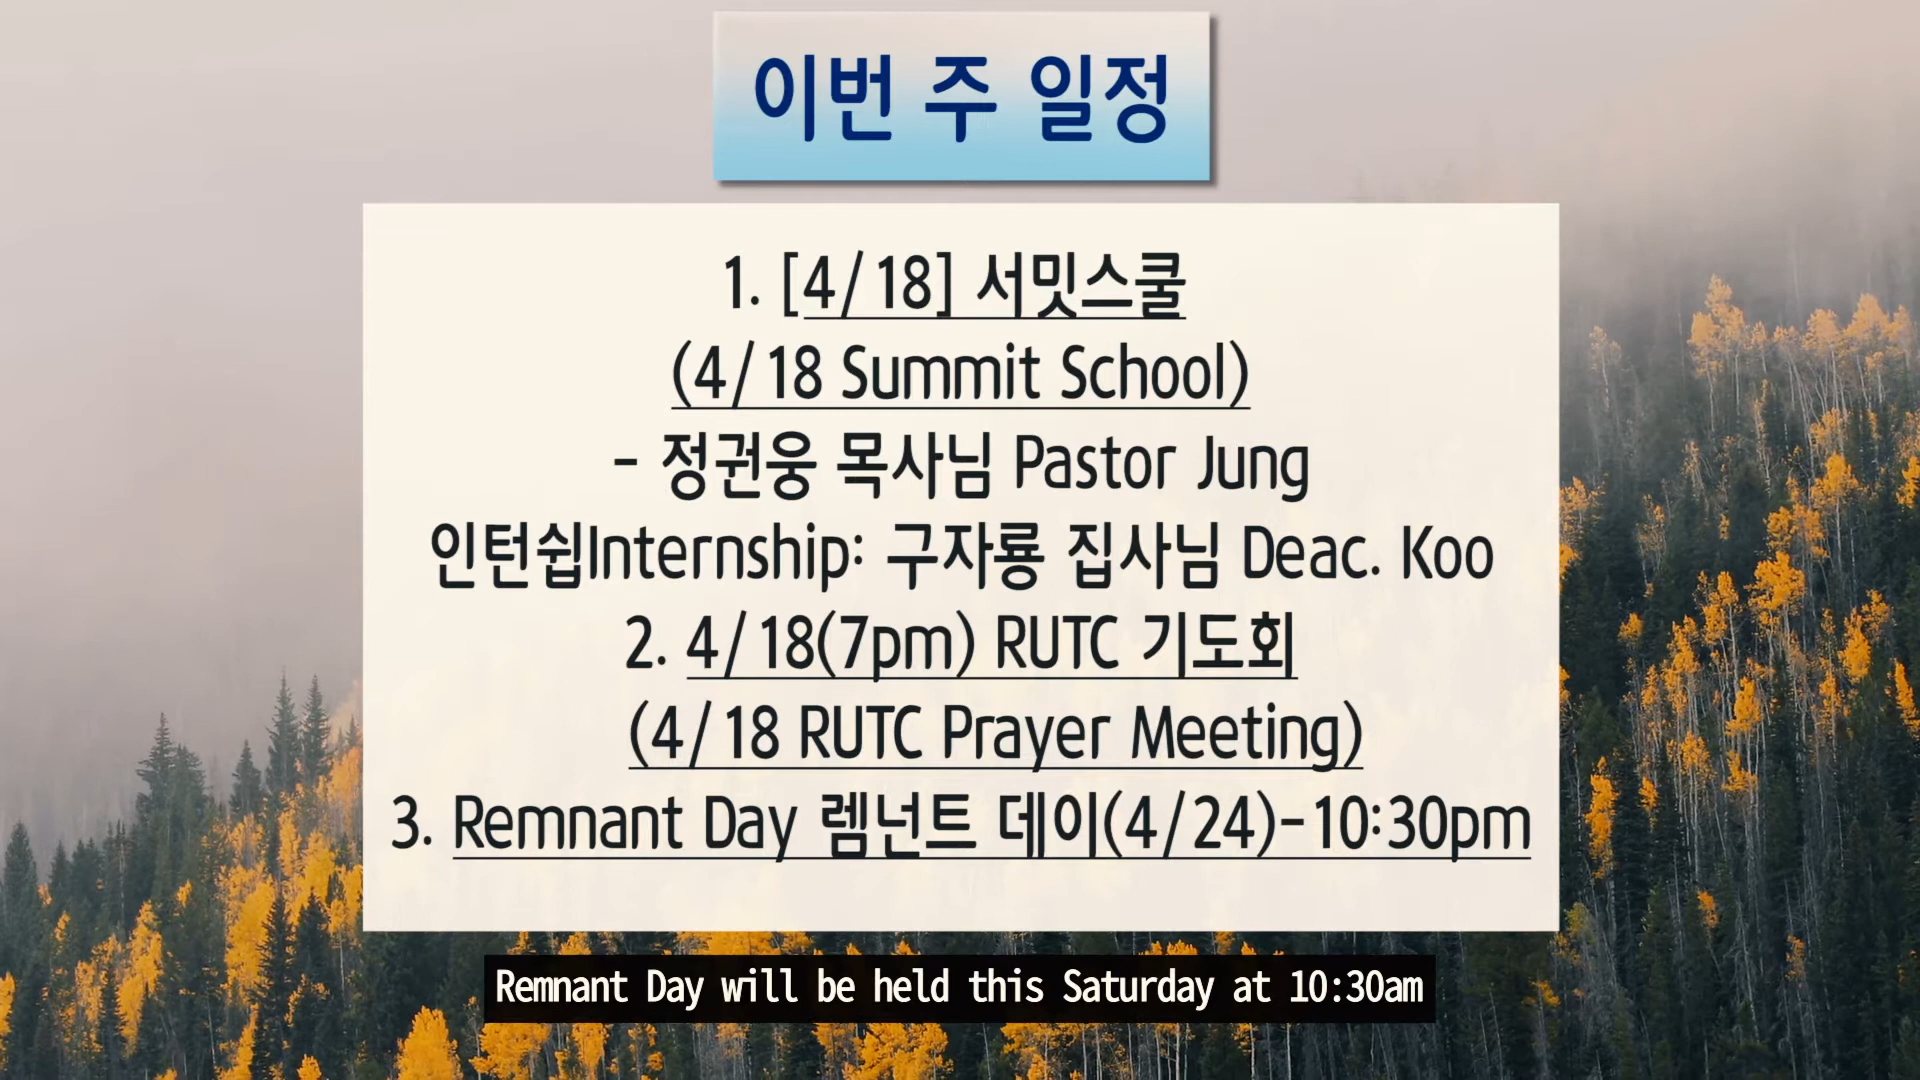 이번 주 일정
1. [4/18] 서밋스쿨
(4/18 Summit School)
- 정권웅 목사님 Pastor Jung
인턴쉽Internship: 구자룡 집사님 Deac. Koo
2. 4/18(7pm) RUTC 기도회
(4/18 RUTC Prayer Meeting)
3. Remnant Day 렘넌트 데이(4/24)-10:30pm
Remnant Day will be held this Saturday at 10:30am